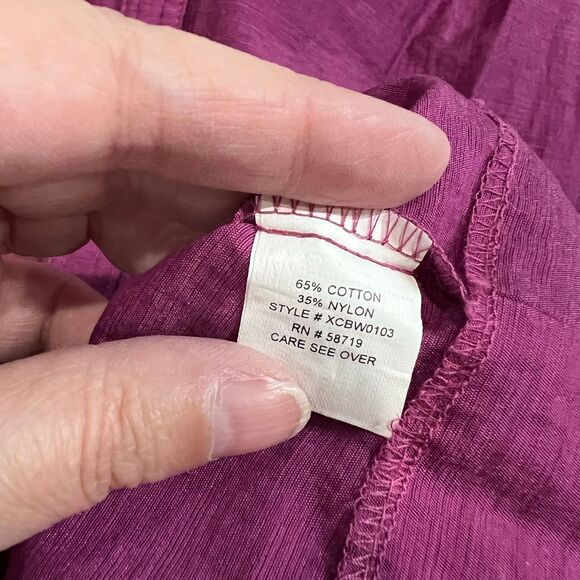 65% COTTON
35% NYLON
STYLE # XCBW0103
RN # 58719
CARE SEE OVER